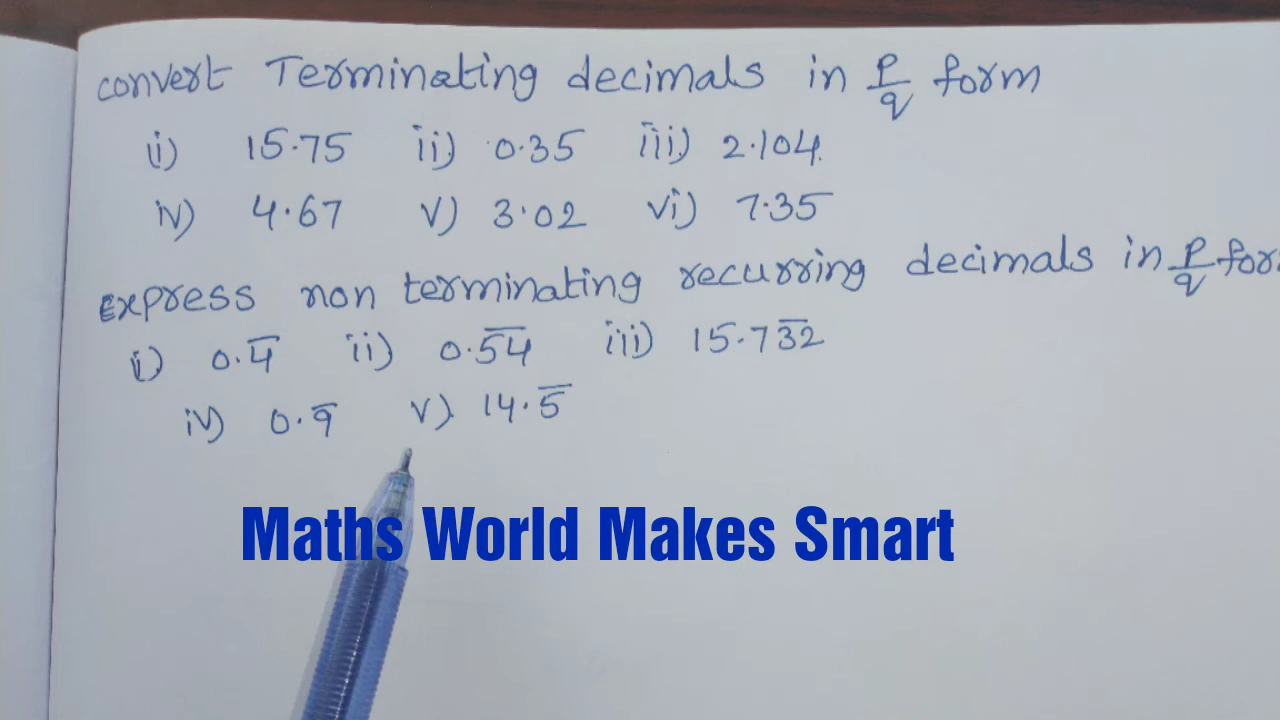 convert Terminating decimals in p/q form
i) 15.75 ii) 0.35 iii) 2.104
iv) 4.67 v) 3.02 vi) 7.35
Express non terminating recurring decimals in p/q for
i) 0.4̅ ii) 0.5̅4̅ iii) 15.73̅2̅
iv) 0.9̅ v) 14.5̅
Maths World Makes Smart